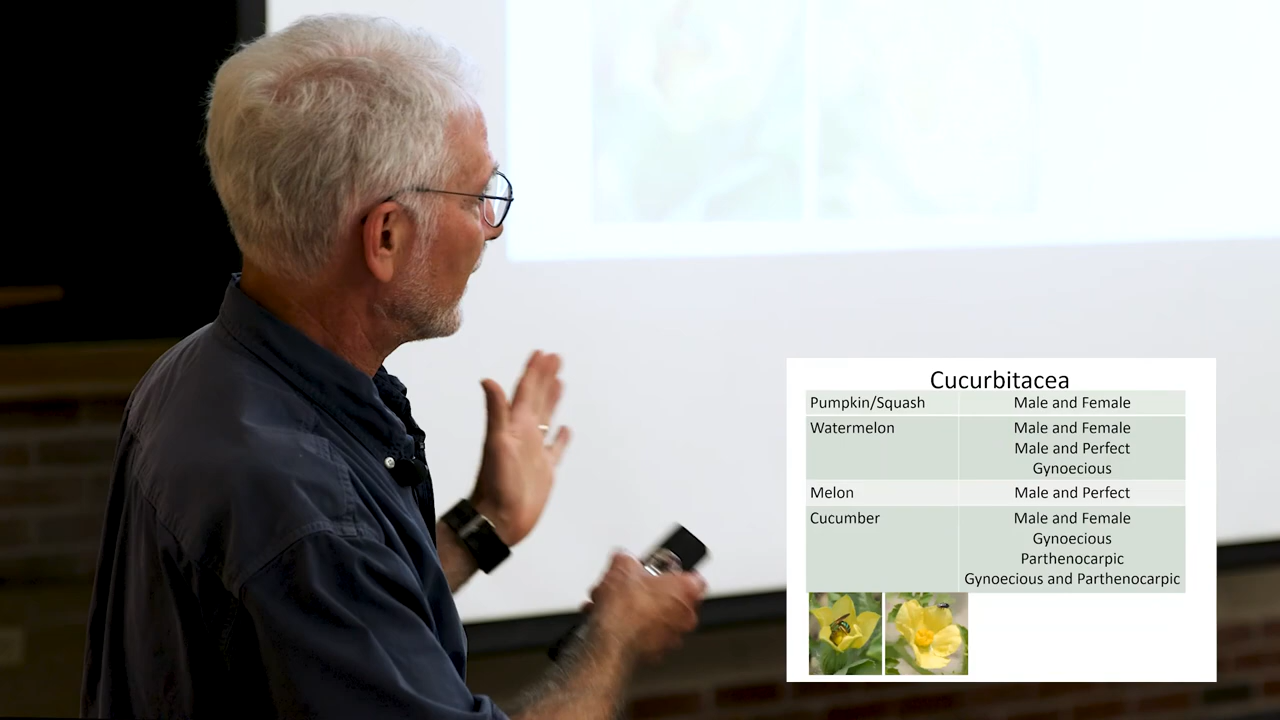 Cucurbitacea
Pumpkin/Squash Male and Female
Watermelon Male and Female
Male and Perfect
Gynoecious
Melon Male and Perfect
Cucumber Male and Female
Gynoecious
Parthenocarpic
Gynoecious and Parthenocarpic